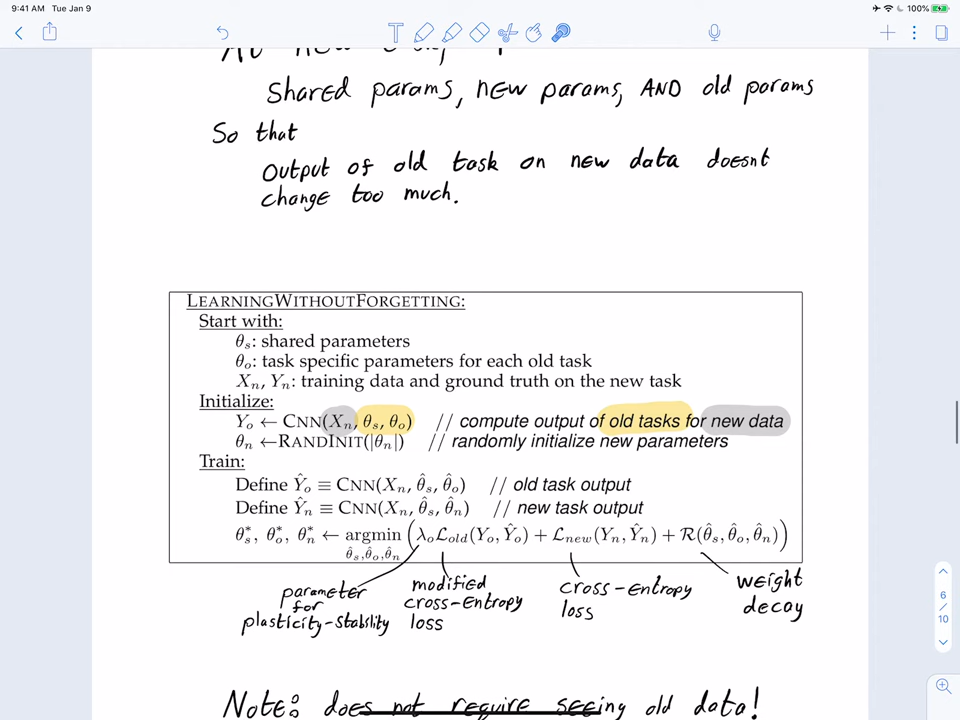 9:41 AM Tue Jan 9
100%
At new
Shared params, new params, AND old params
So that
output of old task on new data doesnt
change too much.
LEARNINGWITHOUTFORGETTING:
Start with:
θₛ: shared parameters
θₒ: task specific parameters for each old task
Xₙ, Yₙ: training data and ground truth on the new task
Initialize:
Yₒ ← CNN(Xₙ, θₛ, θₒ) // compute output of old tasks for new data
θₙ ←RANDINIT(|θₙ|) // randomly initialize new parameters
Train:
Define Ŷₒ ≡ CNN(Xₙ, θ̂ₛ, θ̂ₒ) // old task output
Define Ŷₙ ≡ CNN(Xₙ, θ̂ₛ, θ̂ₙ) // new task output
θₛ*, θₒ*, θₙ* ← argmin (λₒℒ_old(Yₒ, Ŷₒ) + ℒ_new(Yₙ, Ŷₙ) + ℛ(θ̂ₛ, θ̂ₒ, θ̂ₙ))
θ̂ₛ,θ̂ₒ,θ̂ₙ
parameter
for
plasticity-stability
modified
cross-entropy
loss
cross-entropy
loss
weight
decay
6
/
10
Note: does not require seeing old data!